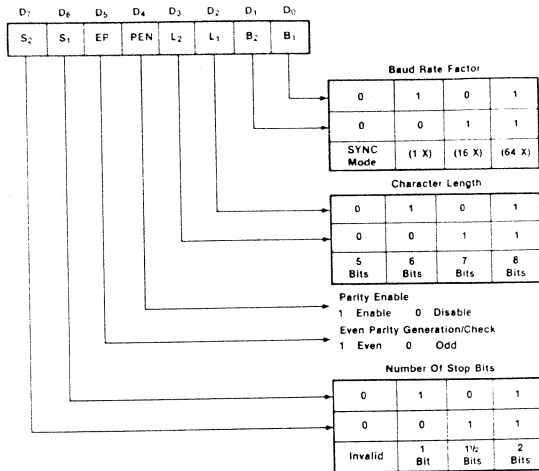 D7 D6 D5 D4 D3 D2 D1 D0
S2 S1 EP PEN L2 L1 B2 B1
Baud Rate Factor
0 1 0 1
0 0 1 1
SYNC Mode (1 X) (16 X) (64 X)
Character Length
0 1 0 1
0 0 1 1
5 Bits 6 Bits 7 Bits 8 Bits
Parity Enable
1 Enable 0 Disable
Even Parity Generation/Check
1 Even 0 Odd
Number Of Stop Bits
0 1 0 1
0 0 1 1
Invalid 1 Bit 1½ Bits 2 Bits